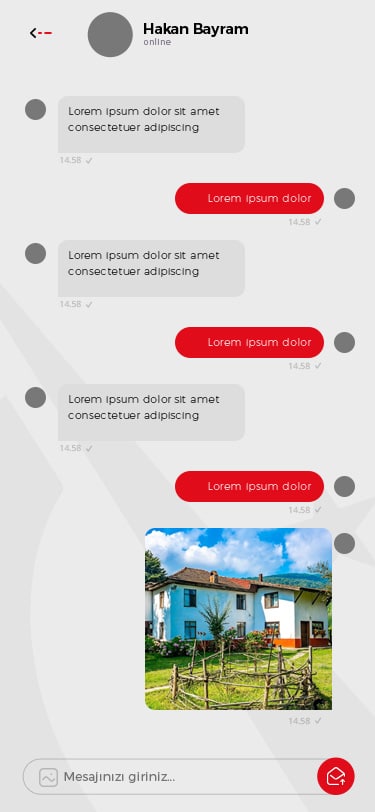 Hakan Bayram
online
Lorem ipsum dolor sit amet
consectetuer adipiscing
14.58
Lorem ipsum dolor
14.58
Lorem ipsum dolor sit amet
consectetuer adipiscing
14.58
Lorem ipsum dolor
14.58
Lorem ipsum dolor sit amet
consectetuer adipiscing
14.58
Lorem ipsum dolor
14.58
14.58
Mesajınızı giriniz...